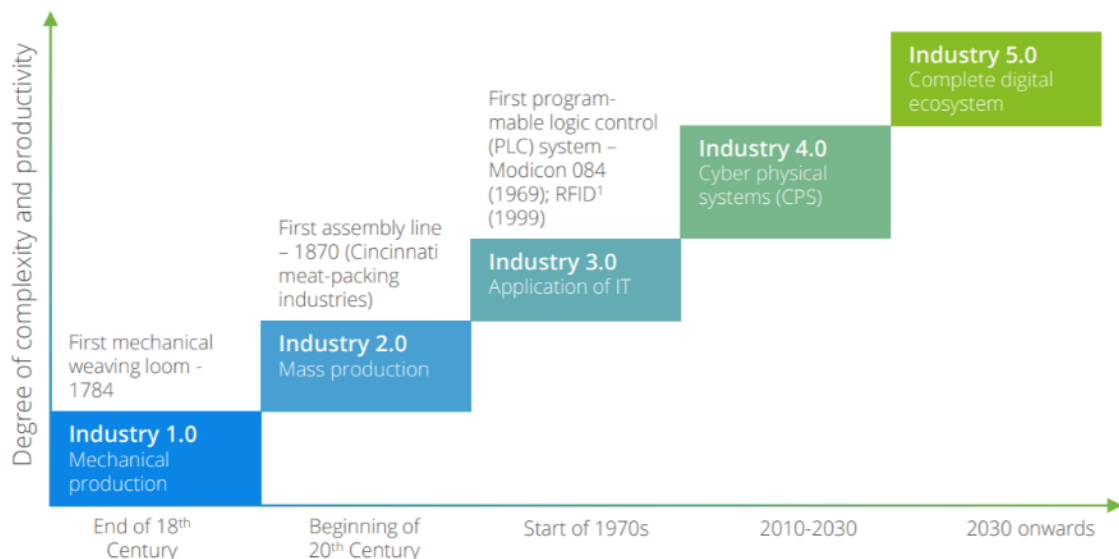 Degree of complexity and productivity
First mechanical
weaving loom -
1784
Industry 1.0
Mechanical
production
End of 18th
Century
First assembly line
– 1870 (Cincinnati
meat-packing
industries)
Industry 2.0
Mass production
Beginning of
20th Century
First program-
mable logic control
(PLC) system –
Modicon 084
(1969); RFID¹
(1999)
Industry 3.0
Application of IT
Start of 1970s
Industry 4.0
Cyber physical
systems (CPS)
2010-2030
Industry 5.0
Complete digital
ecosystem
2030 onwards